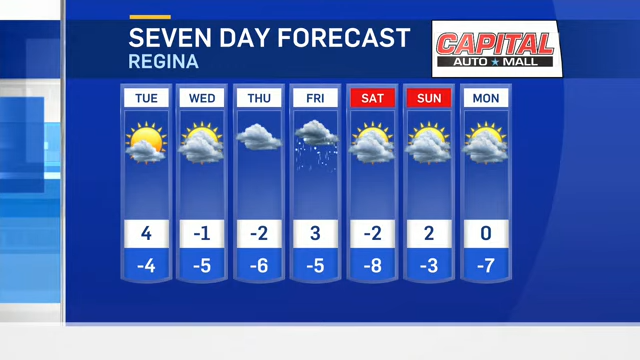 SEVEN DAY FORECAST
REGINA
CAPITAL
AUTO MALL
TUE WED THU FRI SAT SUN MON
4 -1 -2 3 -2 2 0
-4 -5 -6 -5 -8 -3 -7